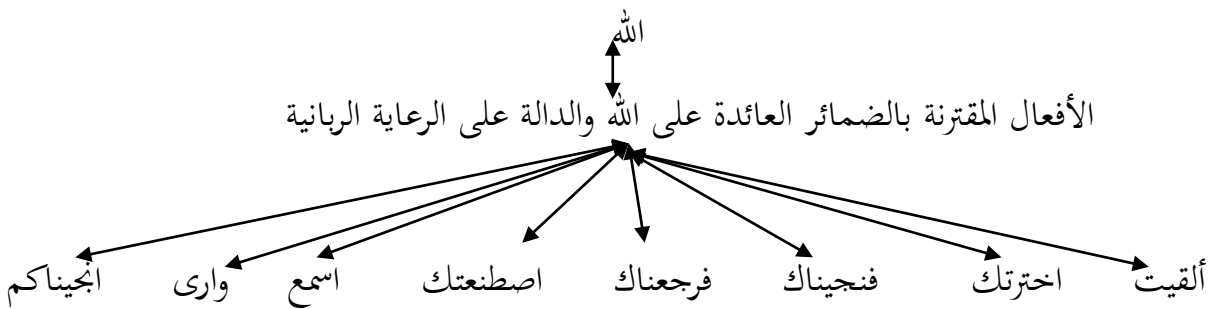 الله
الأفعال المقترنة بالضمائر العائدة على الله والدالة على الرعاية الربانية
ألقيت اخترتك فنجيناك فرجعناك اصطنعتك اسمع وارى انجيناكم